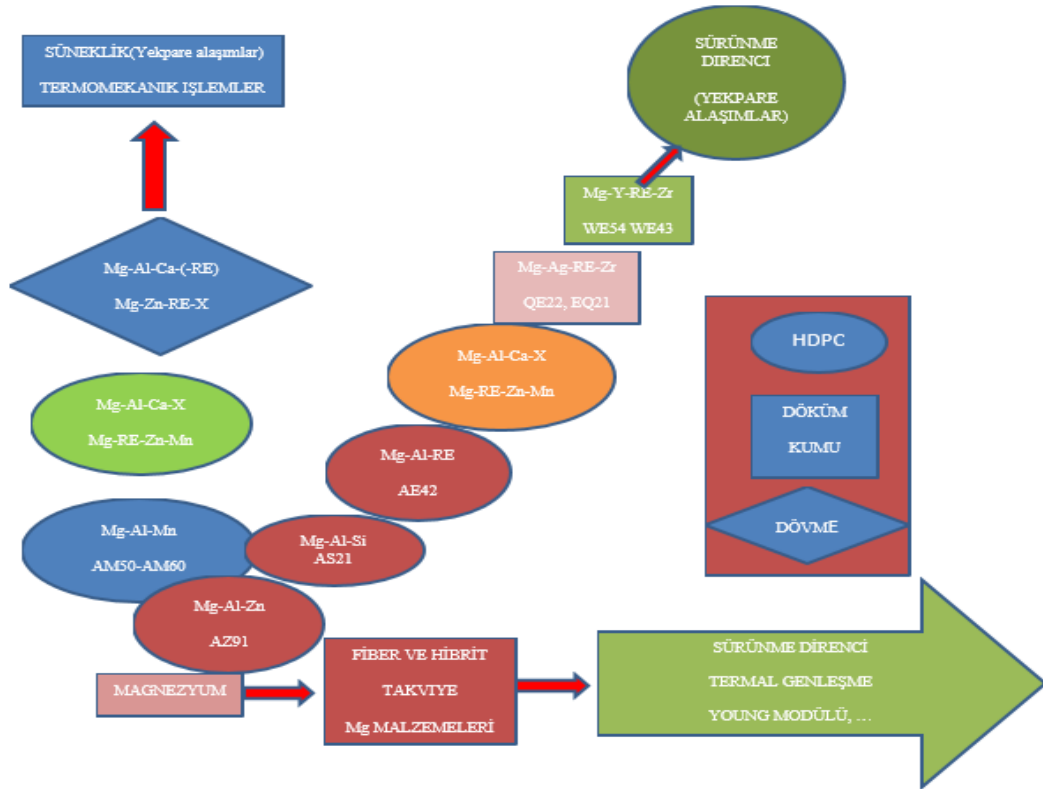 SÜNEKLİK(Yekpare alaşımlar)
TERMOMEKANIK IŞLEMLER
SÜRÜNME
DIRENCI
(YEKPARE
ALAŞIMLAR)
Mg-Y-RE-Zr
WE54 WE43
Mg-Al-Ca-(-RE)
Mg-Zn-RE-X
Mg-Ag-RE-Zr
QE22, EQ21
HDPC
Mg-Al-Ca-X
Mg-RE-Zn-Mn
Mg-Al-Ca-X
Mg-RE-Zn-Mn
DÖKÜM
KUMU
Mg-Al-RE
AE42
DÖVME
Mg-Al-Mn
AM50-AM60
Mg-Al-Si
AS21
Mg-Al-Zn
AZ91
MAGNEZYUM
FİBER VE HİBRİT
TAKVIYE
Mg MALZEMELERİ
SÜRÜNME DİRENCİ
TERMAL GENLEŞME
YOUNG MODÜLÜ, …